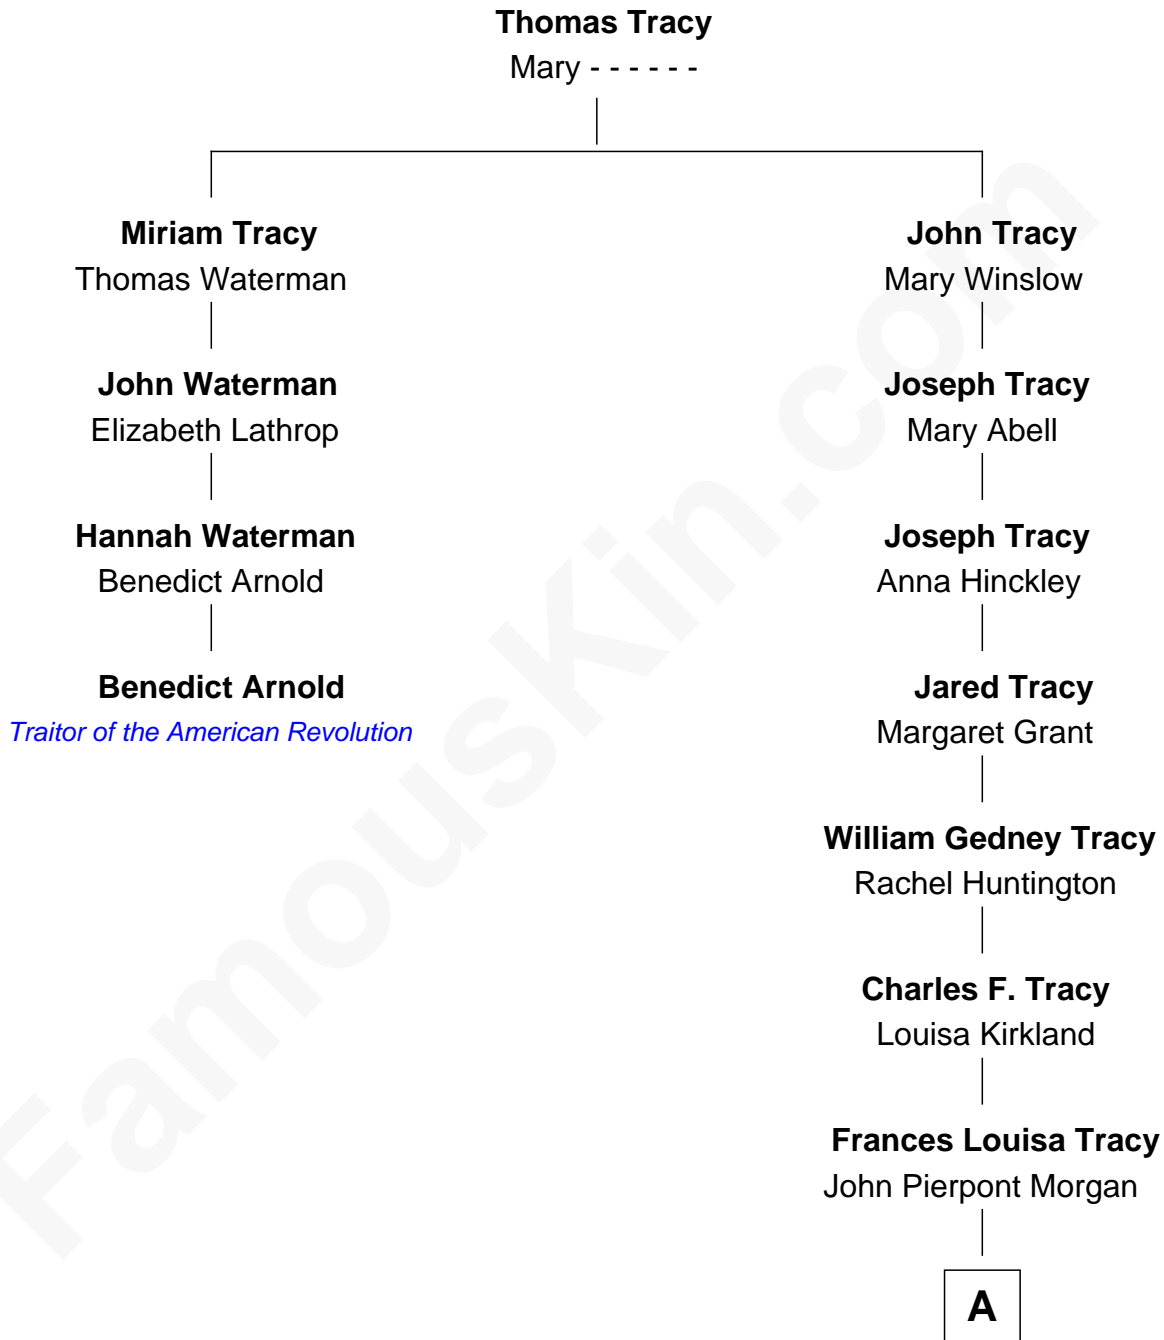 Thomas Tracy
Mary - - - - - -
Miriam Tracy
Thomas Waterman
John Tracy
Mary Winslow
John Waterman
Elizabeth Lathrop
Joseph Tracy
Mary Abell
Hannah Waterman
Benedict Arnold
Joseph Tracy
Anna Hinckley
Benedict Arnold
Traitor of the American Revolution
Jared Tracy
Margaret Grant
William Gedney Tracy
Rachel Huntington
Charles F. Tracy
Louisa Kirkland
Frances Louisa Tracy
John Pierpont Morgan
A
FamousKin.com